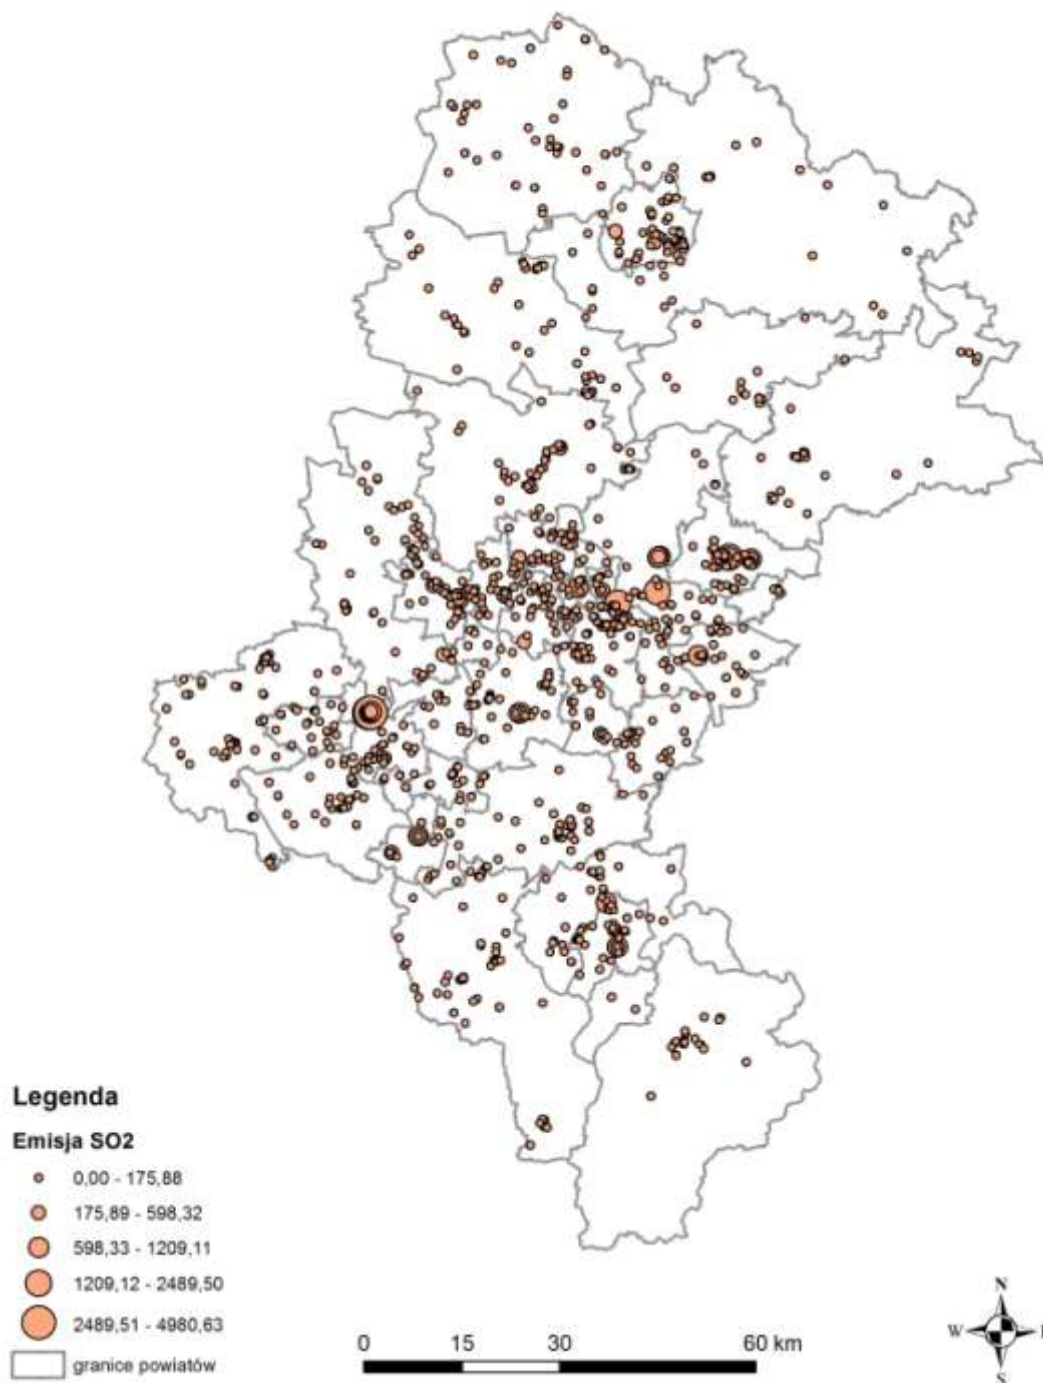 Legenda
Emisja SO2
0,00 - 175,88
175,89 - 598,32
598,33 - 1209,11
1209,12 - 2489,50
2489,51 - 4980,63
granice powiatów
0 15 30 60 km
N
W
S